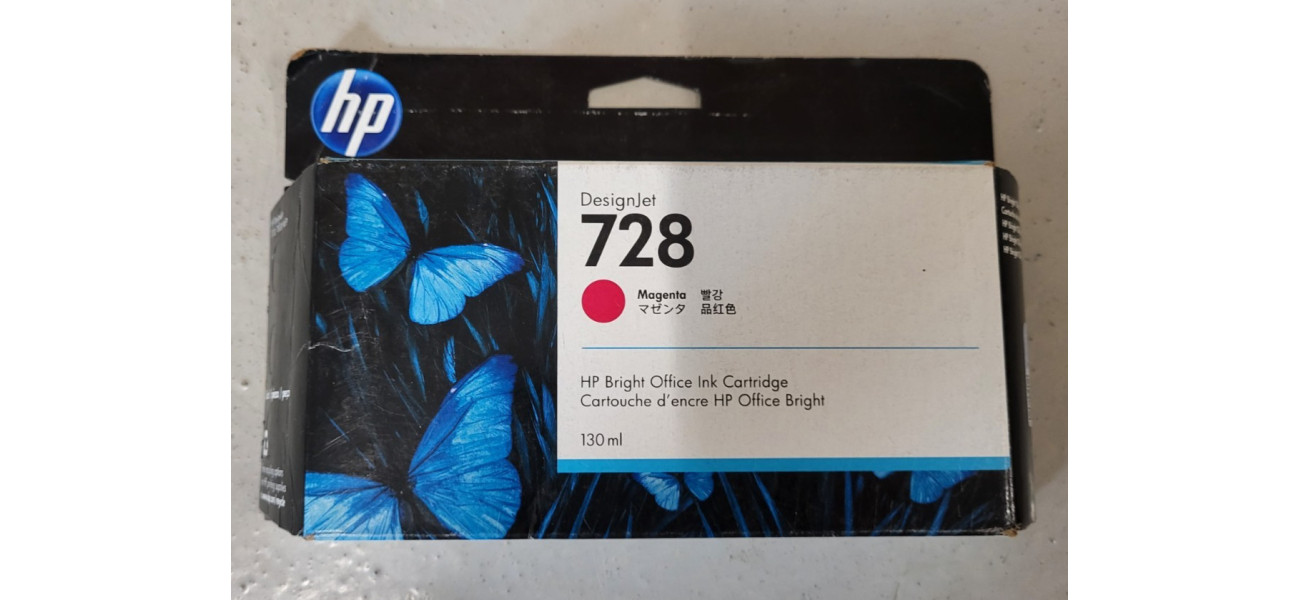 hp
DesignJet
728
Magenta 빨강
マゼンタ 品红色
HP Bright Office Ink Cartridge
Cartouche d'encre HP Office Bright
130 ml